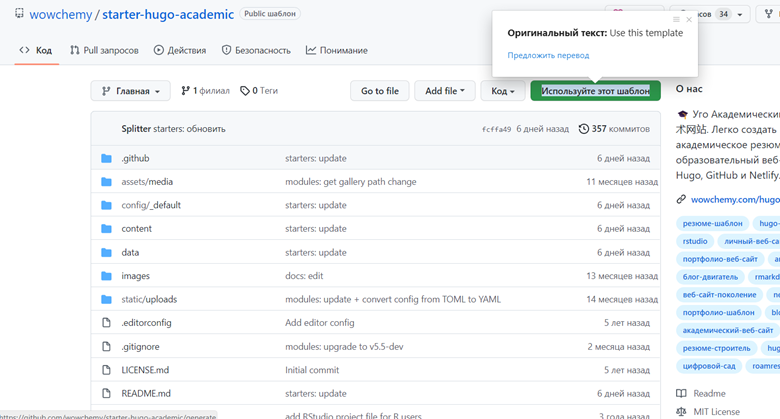 wowchemy / starter-hugo-academic Public шаблон
34
Код Pull запросов Действия Безопасность Понимание
Оригинальный текст: Use this template
Предложить перевод
Главная 1 филиал 0 Теги Go to file Add file Код Используйте этот шаблон
О нас
Splitter starters: обновить fcffa49 6 дней назад 357 коммитов
.github starters: update 6 дней назад
assets/media modules: get gallery path change 11 месяцев назад
config/_default starters: update 6 дней назад
content starters: update 6 дней назад
data starters: update 6 дней назад
images docs: edit 13 месяцев назад
static/uploads modules: update + convert config from TOML to YAML 14 месяцев назад
.editorconfig Add editor config 5 лет назад
.gitignore modules: upgrade to v5.5-dev 2 месяца назад
LICENSE.md Initial commit 5 лет назад
README.md starters: update 6 дней назад
add RStudio project file for R users 3 года назад
https://github.com/wowchemy/starter-hugo-academic/generate
Уго Академический
术网站. Легко создать
академическое резюме
образовательный веб-
Hugo, GitHub и Netlify.
wowchemy.com/hugo
резюме-шаблон hugo-
rstudio личный-веб-са
портфолио-веб-сайт
блог-двигатель rmarkd
веб-сайт-поколение
портфолио-шаблон
академический-веб-сайт
резюме-строитель hug
цифровой-сад roamres
Readme
MIT License